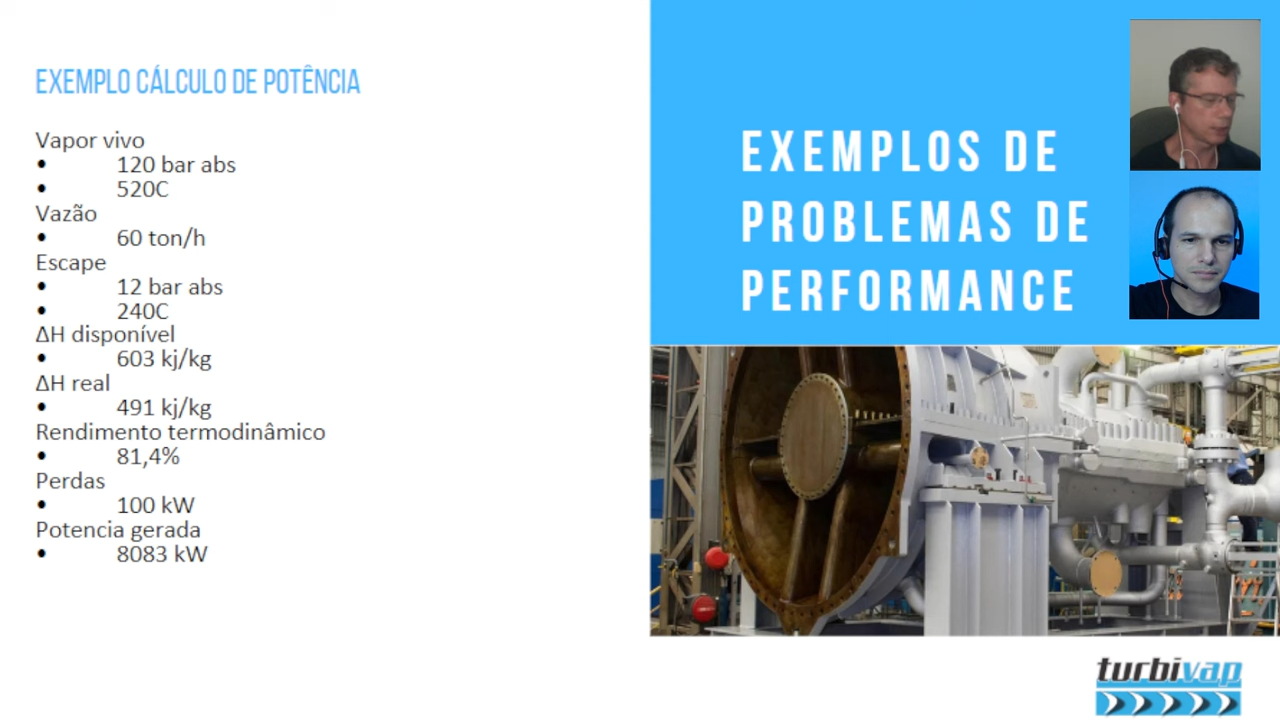 EXEMPLO CÁLCULO DE POTÊNCIA
Vapor vivo
• 120 bar abs
• 520C
Vazão
• 60 ton/h
Escape
• 12 bar abs
• 240C
ΔH disponível
• 603 kj/kg
ΔH real
• 491 kj/kg
Rendimento termodinâmico
• 81,4%
Perdas
• 100 kW
Potencia gerada
• 8083 kW
EXEMPLOS DE
PROBLEMAS DE
PERFORMANCE
turbivap